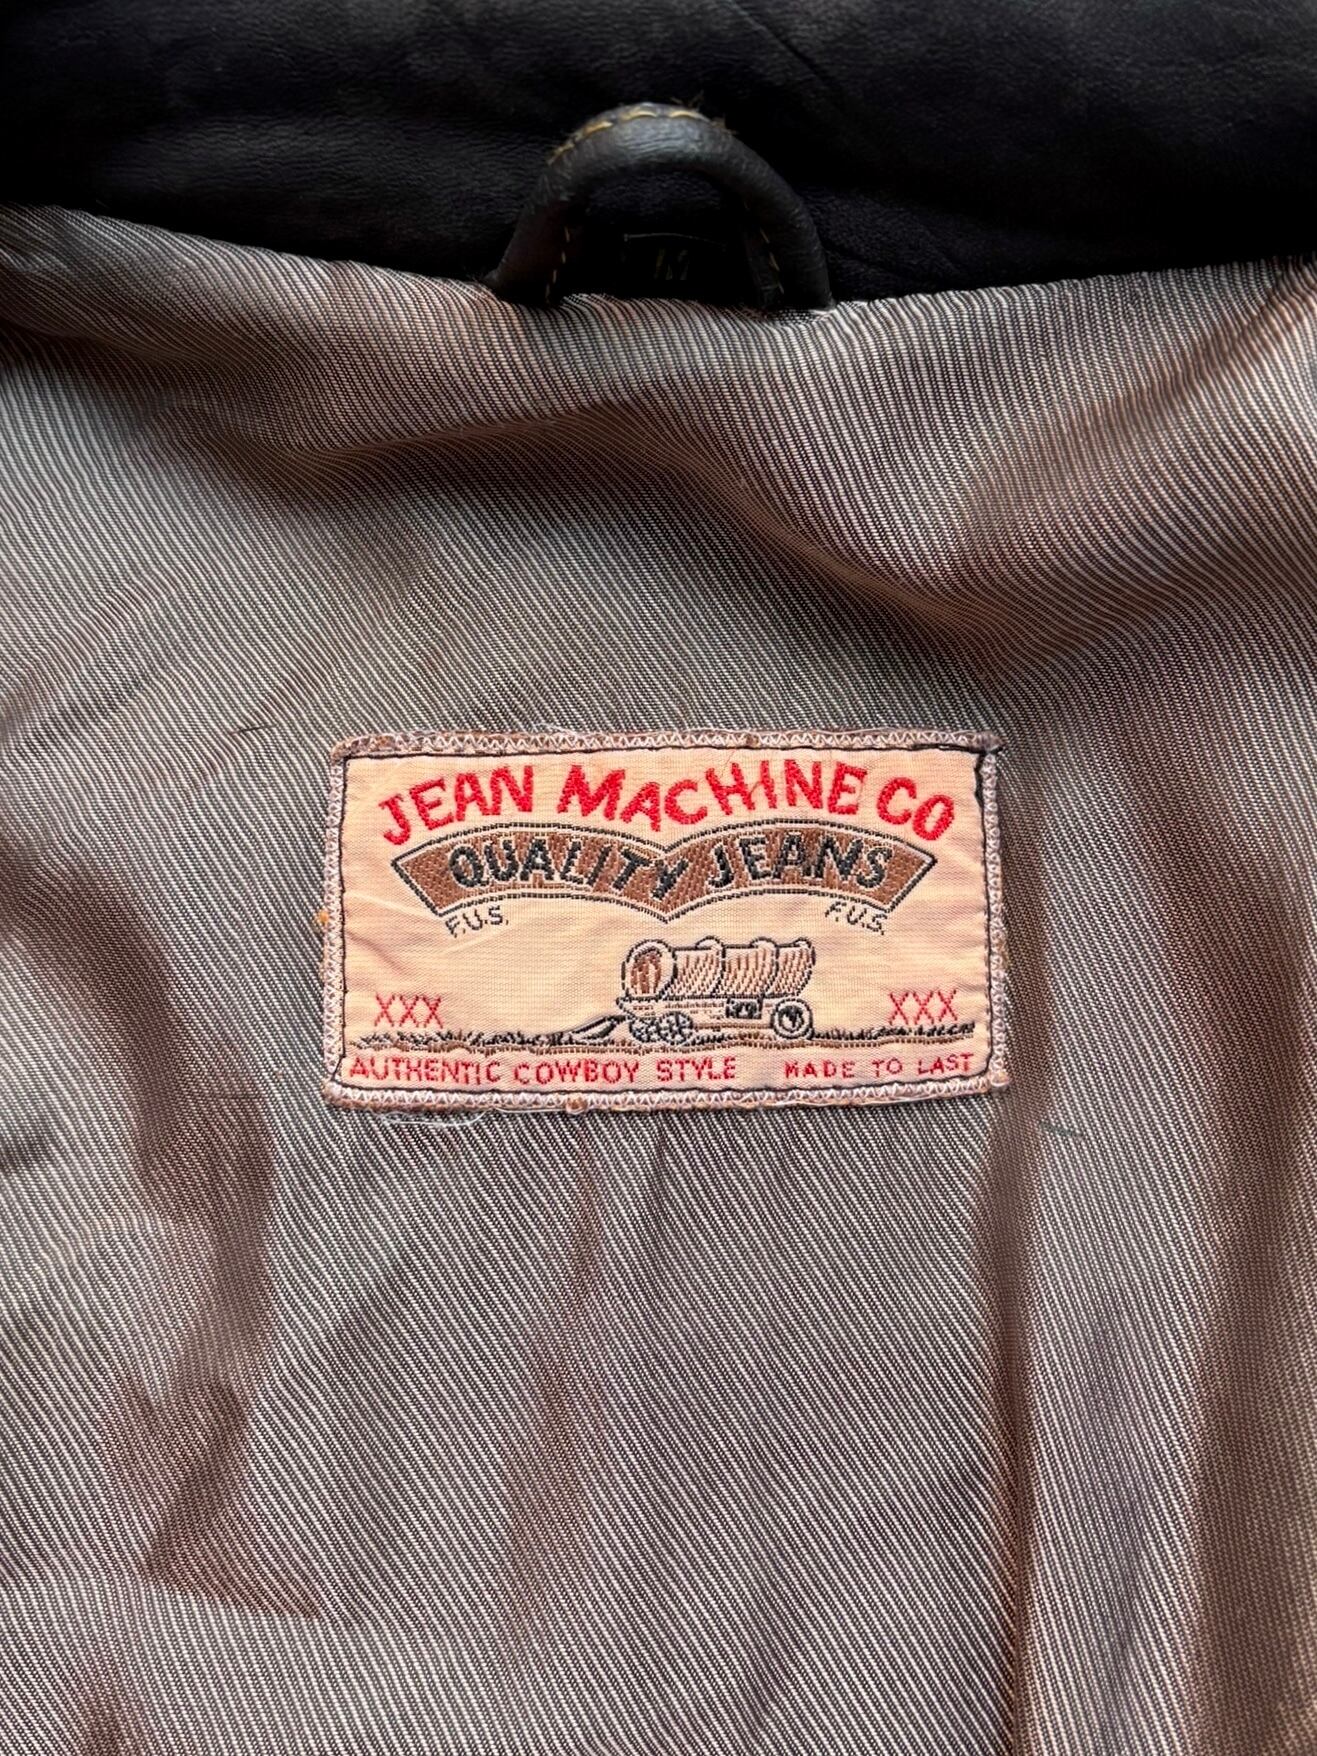 M
JEAN MACHINE CO
QUALITY JEANS
F.U.S. F.U.S.
XXX XXX
AUTHENTIC COWBOY STYLE MADE TO LAST